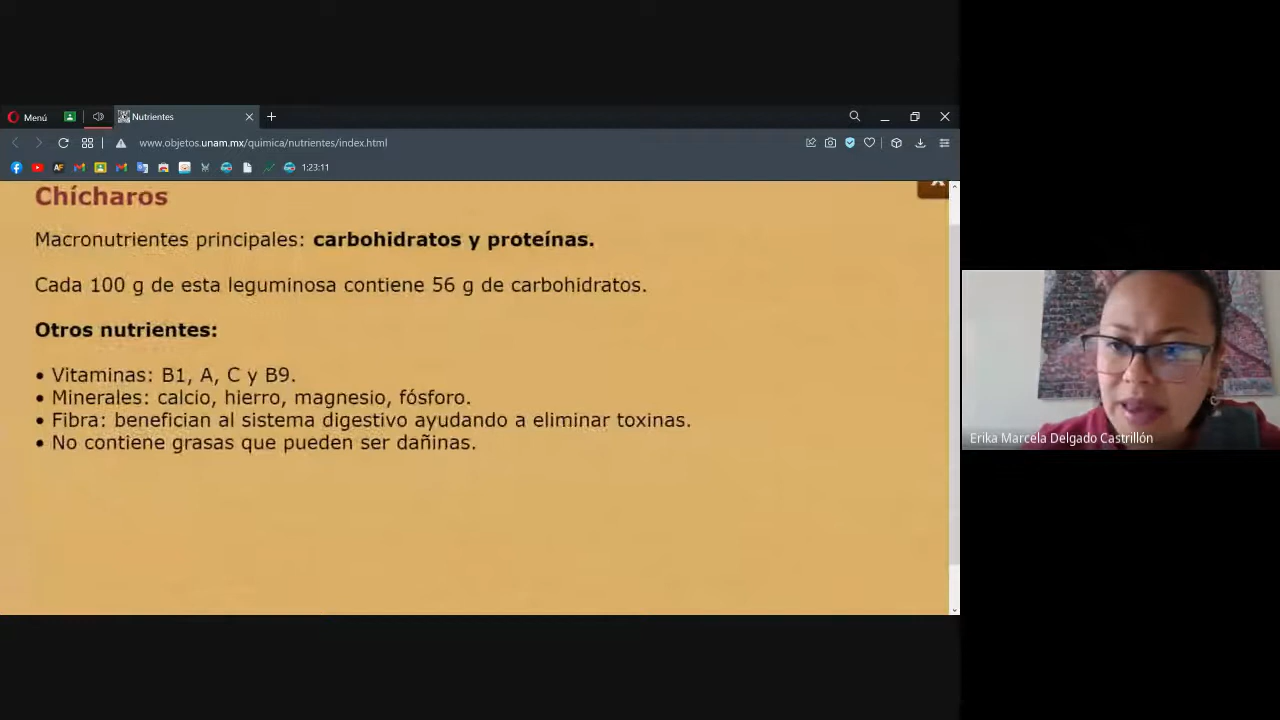 Menú
Nutrientes
www.objetos.unam.mx/quimica/nutrientes/index.html
AF
1:23:11
X
Chícharos
Macronutrientes principales: carbohidratos y proteínas.
Cada 100 g de esta leguminosa contiene 56 g de carbohidratos.
Otros nutrientes:
• Vitaminas: B1, A, C y B9.
• Minerales: calcio, hierro, magnesio, fósforo.
• Fibra: benefician al sistema digestivo ayudando a eliminar toxinas.
• No contiene grasas que pueden ser dañinas.
Erika Marcela Delgado Castrillón